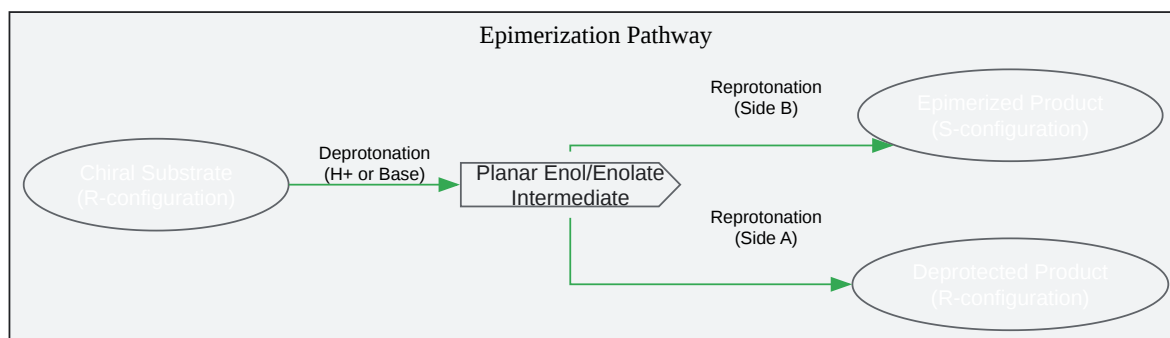 Epimerization Pathway
Reprotonation
(Side B)
Epimerized Product
(S-configuration)
Chiral Substrate
(R-configuration)
Deprotonation
(H+ or Base)
Planar Enol/Enolate
Intermediate
Reprotonation
(Side A)
Deprotected Product
(R-configuration)